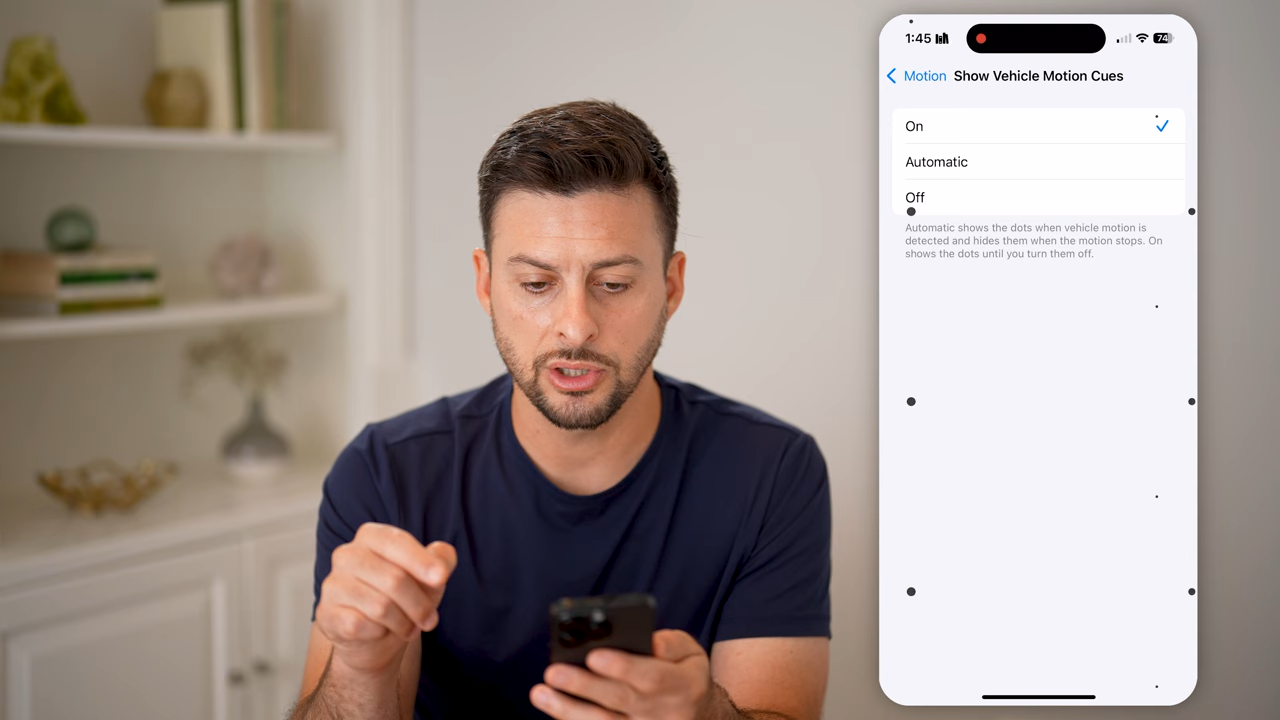 1:45
74
Motion
Show Vehicle Motion Cues
On
Automatic
Off
Automatic shows the dots when vehicle motion is
detected and hides them when the motion stops. On
shows the dots until you turn them off.